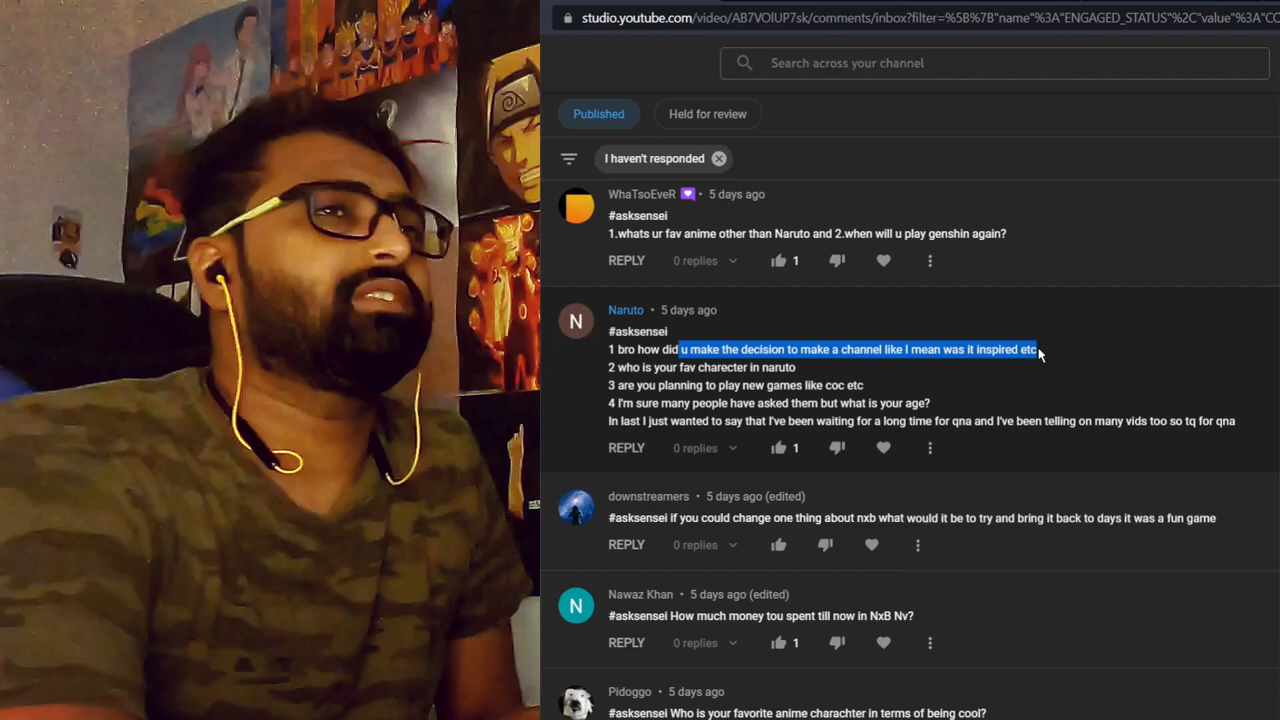 studio.youtube.com/video/AB7VOlUP7sk/comments/inbox?filter=%5B%7B"name"%3A"ENGAGED_STATUS"%2C"value"%3A"CO
Search across your channel
Published Held for review
I haven't responded
WhaTsoEveR • 5 days ago
#asksensei
1.whats ur fav anime other than Naruto and 2.when will u play genshin again?
REPLY 0 replies 1
Naruto • 5 days ago
N
#asksensei
1 bro how did u make the decision to make a channel like I mean was it inspired etc
2 who is your fav charecter in naruto
3 are you planning to play new games like coc etc
4 I'm sure many people have asked them but what is your age?
In last I just wanted to say that I've been waiting for a long time for qna and I've been telling on many vids too so tq for qna
REPLY 0 replies 1
downstreamers • 5 days ago (edited)
#asksensei if you could change one thing about nxb what would it be to try and bring it back to days it was a fun game
REPLY 0 replies
Nawaz Khan • 5 days ago (edited)
N
#asksensei How much money tou spent till now in NxB Nv?
REPLY 0 replies 1
Pidoggo • 5 days ago
#asksensei Who is your favorite anime charachter in terms of being cool?